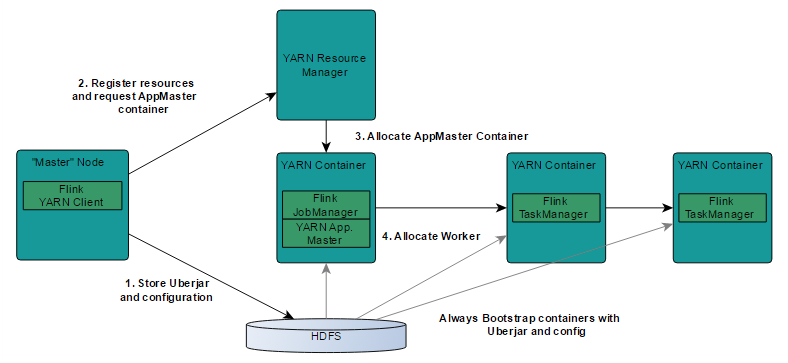 YARN Resource
Manager
2. Register resources
and request AppMaster
container
3. Allocate AppMaster Container
"Master" Node
Flink
YARN Client
YARN Container
Flink
JobManager
YARN App.
Master
YARN Container
Flink
TaskManager
YARN Container
Flink
TaskManager
4. Allocate Worker
1. Store Uberjar
and configuration
Always Bootstrap containers with
Uberjar and config
HDFS